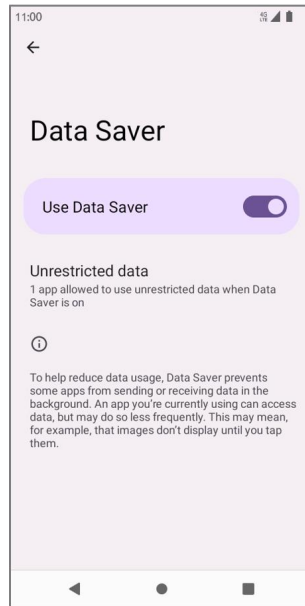 11:00
4G
LTE
Data Saver
Use Data Saver
Unrestricted data
1 app allowed to use unrestricted data when Data
Saver is on
To help reduce data usage, Data Saver prevents
some apps from sending or receiving data in the
background. An app you’re currently using can access
data, but may do so less frequently. This may mean,
for example, that images don’t display until you tap
them.